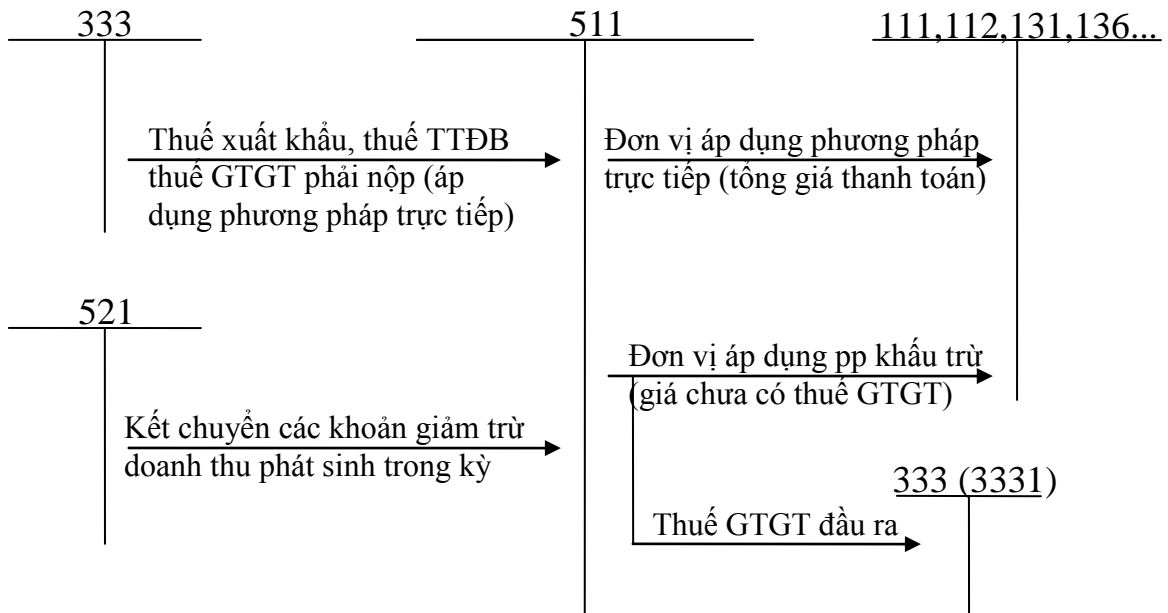 333
511
111,112,131,136...
Thuế xuất khẩu, thuế TTĐB
thuế GTGT phải nộp (áp
dụng phương pháp trực tiếp)
Đơn vị áp dụng phương pháp
trực tiếp (tổng giá thanh toán)
521
Đơn vị áp dụng pp khấu trừ
(giá chưa có thuế GTGT)
Kết chuyển các khoản giảm trừ
doanh thu phát sinh trong kỳ
333 (3331)
Thuế GTGT đầu ra